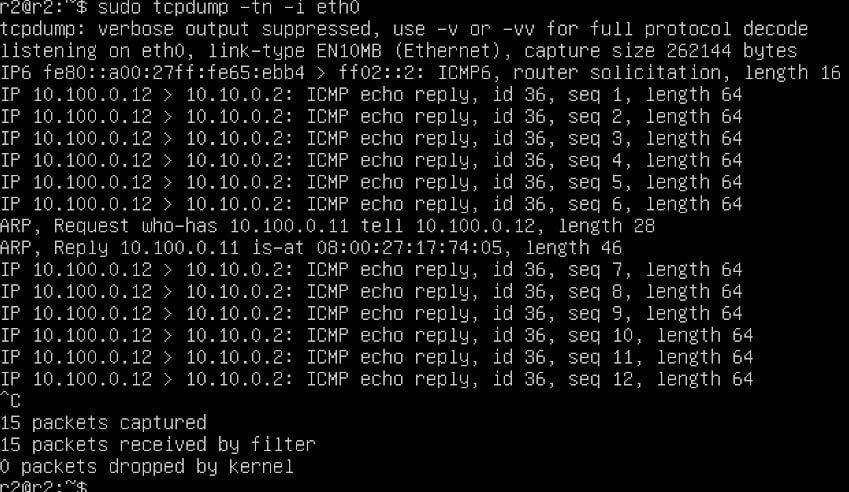 r2@r2:~$ sudo tcpdump -tn -i eth0
tcpdump: verbose output suppressed, use -v or -vv for full protocol decode
listening on eth0, link-type EN10MB (Ethernet), capture size 262144 bytes
IP6 fe80::a00:27ff:fe65:ebb4 > ff02::2: ICMP6, router solicitation, length 16
IP 10.100.0.12 > 10.10.0.2: ICMP echo reply, id 36, seq 1, length 64
IP 10.100.0.12 > 10.10.0.2: ICMP echo reply, id 36, seq 2, length 64
IP 10.100.0.12 > 10.10.0.2: ICMP echo reply, id 36, seq 3, length 64
IP 10.100.0.12 > 10.10.0.2: ICMP echo reply, id 36, seq 4, length 64
IP 10.100.0.12 > 10.10.0.2: ICMP echo reply, id 36, seq 5, length 64
IP 10.100.0.12 > 10.10.0.2: ICMP echo reply, id 36, seq 6, length 64
ARP, Request who-has 10.100.0.11 tell 10.100.0.12, length 28
ARP, Reply 10.100.0.11 is-at 08:00:27:17:74:05, length 46
IP 10.100.0.12 > 10.10.0.2: ICMP echo reply, id 36, seq 7, length 64
IP 10.100.0.12 > 10.10.0.2: ICMP echo reply, id 36, seq 8, length 64
IP 10.100.0.12 > 10.10.0.2: ICMP echo reply, id 36, seq 9, length 64
IP 10.100.0.12 > 10.10.0.2: ICMP echo reply, id 36, seq 10, length 64
IP 10.100.0.12 > 10.10.0.2: ICMP echo reply, id 36, seq 11, length 64
IP 10.100.0.12 > 10.10.0.2: ICMP echo reply, id 36, seq 12, length 64
^C
15 packets captured
15 packets received by filter
0 packets dropped by kernel
r2@r2:~$